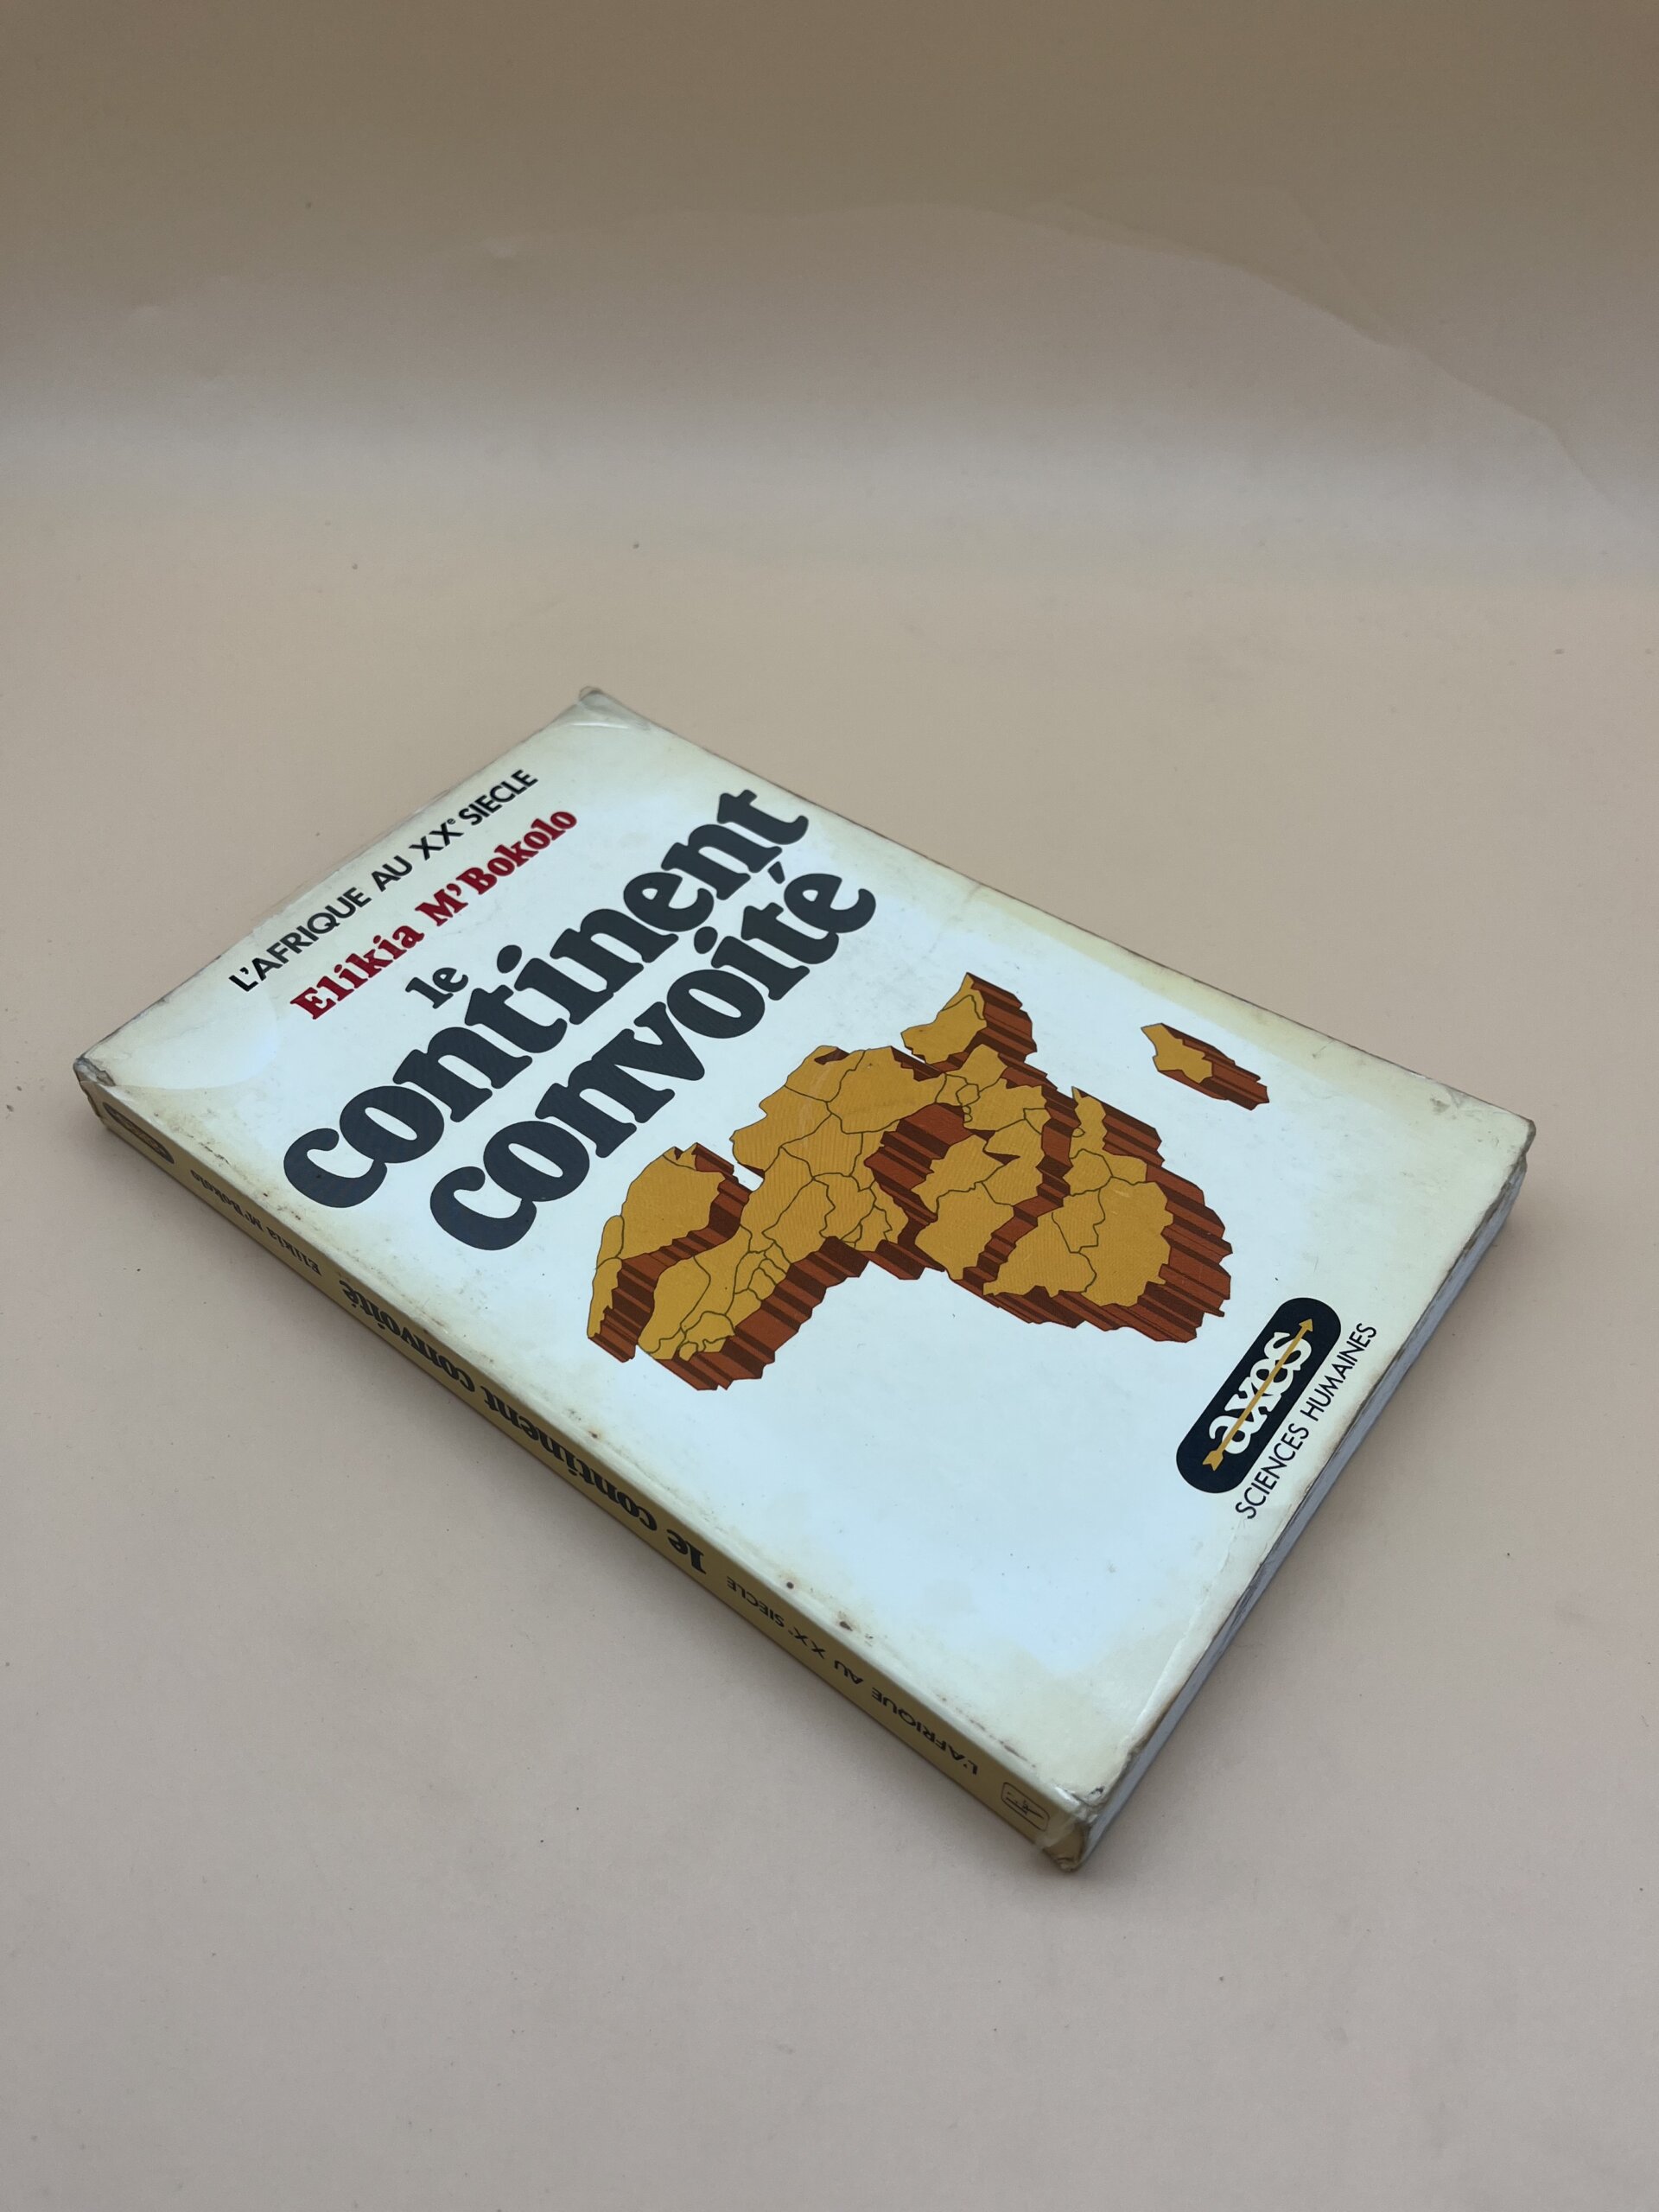 L'AFRIQUE AU XXe SIECLE
Elikia M'Bokolo
le
continent
convoité
axes
SCIENCES HUMAINES
L'AFRIQUE AU XXe SIECLE le continent convoité Elikia M'Bokolo